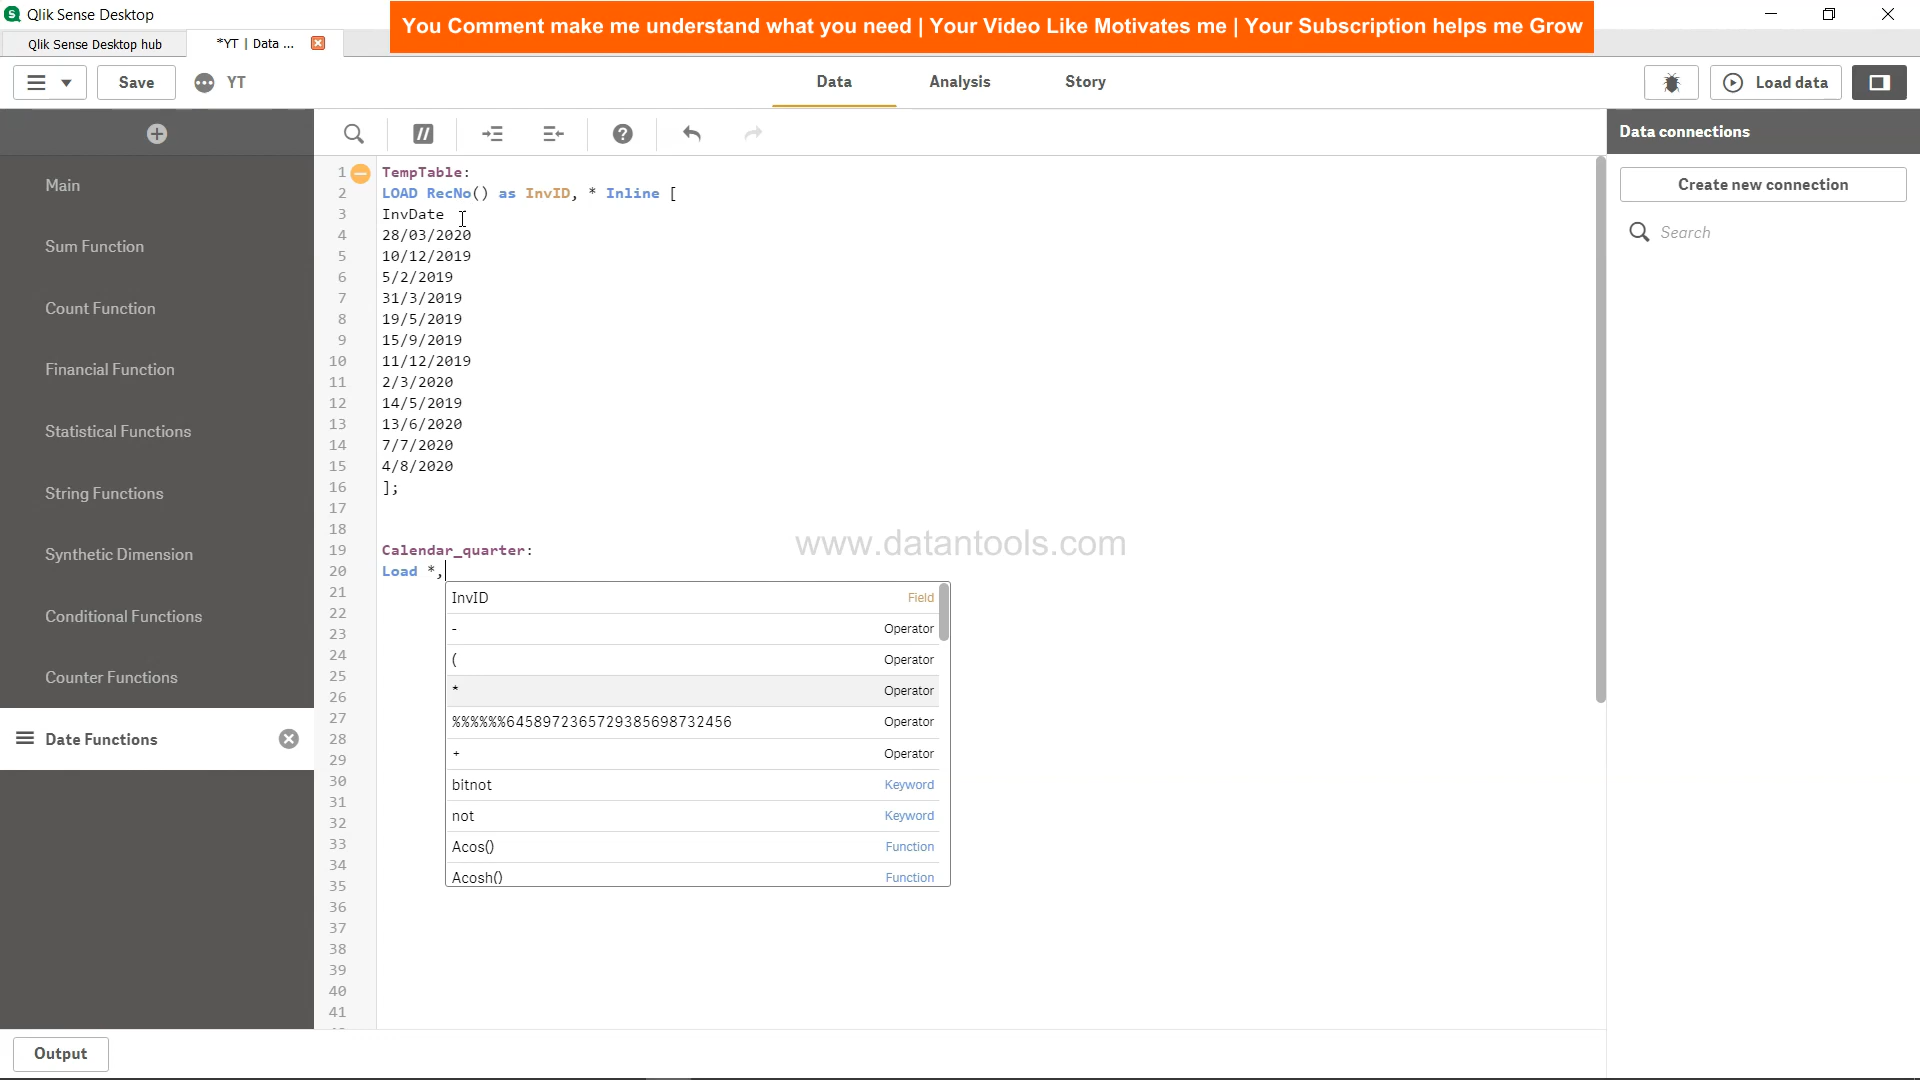 Qlik Sense Desktop
You Comment make me understand what you need | Your Video Like Motivates me | Your Subscription helps me Grow
Qlik Sense Desktop hub
*YT | Data ...
Save
YT
Data
Analysis
Story
Load data
Data connections
Create new connection
Search
Main
Sum Function
Count Function
Financial Function
Statistical Functions
String Functions
Synthetic Dimension
Conditional Functions
Counter Functions
Date Functions
1 TempTable:
2 LOAD RecNo() as InvID, * Inline [
3 InvDate
4 28/03/2020
5 10/12/2019
6 5/2/2019
7 31/3/2019
8 19/5/2019
9 15/9/2019
10 11/12/2019
11 2/3/2020
12 14/5/2019
13 13/6/2020
14 7/7/2020
15 4/8/2020
16 ];
17
18
19 Calendar_quarter:
20 Load *,
21
22
23
24
25
26
27
28
29
30
31
32
33
34
35
36
37
38
39
40
41
InvID Field
- Operator
( Operator
* Operator
%%%%%%6458972365729385698732456 Operator
+ Operator
bitnot Keyword
not Keyword
Acos() Function
Acosh() Function
www.datantools.com
Output